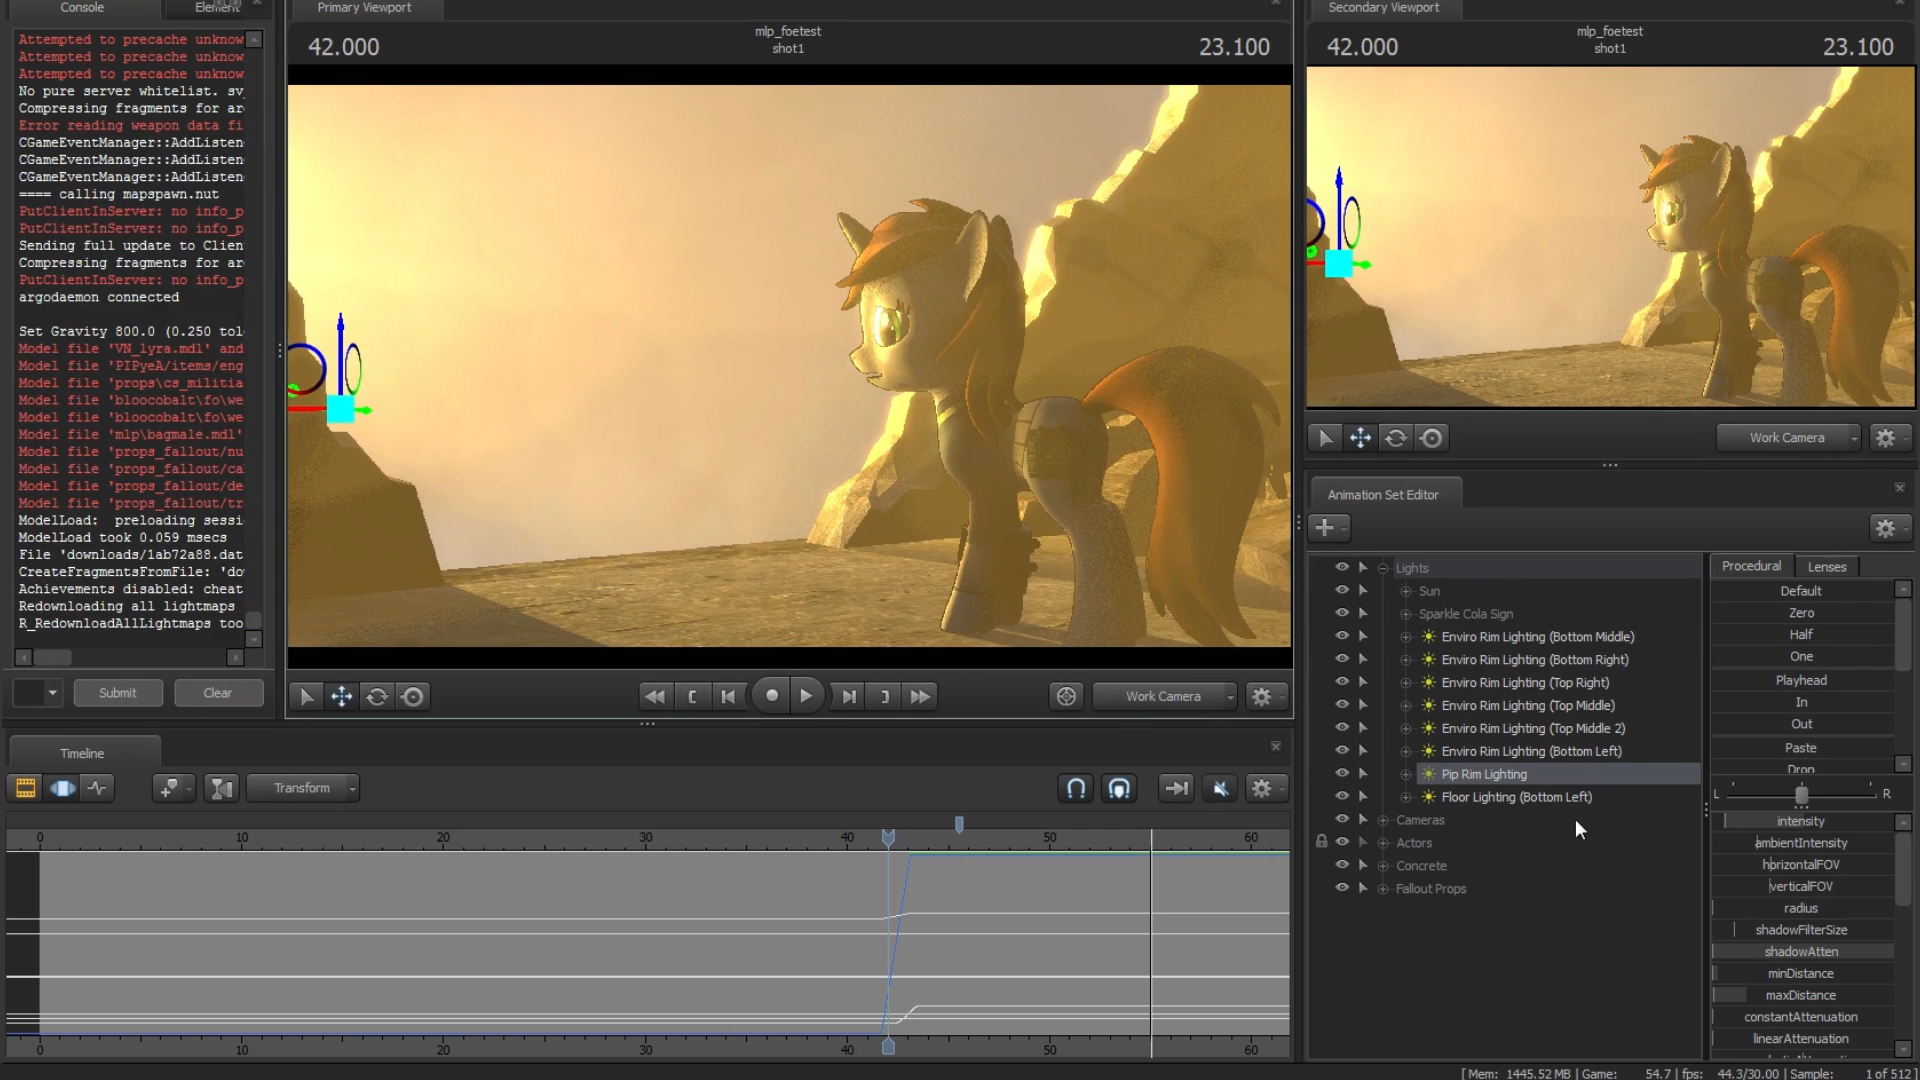 Console
Element
Attempted to precache unknow
Attempted to precache unknow
Attempted to precache unknow
No pure server whitelist. sv
Compressing fragments for ar
Error reading weapon data fi
CGameEventManager::AddListen
CGameEventManager::AddListen
CGameEventManager::AddListen
==== calling mapspawn.nut
PutClientInServer: no info_p
PutClientInServer: no info_p
Sending full update to Clien
Compressing fragments for ar
PutClientInServer: no info_p
argodaemon connected
Set Gravity 800.0 (0.250 tol
Model file 'VN_lyra.mdl' and
Model file 'PIPyeA/items/eng
Model file 'props\cs_militia
Model file 'bloocobalt\fo\we
Model file 'bloocobalt\fo\we
Model file 'mlp\bagmale.mdl'
Model file 'props_fallout/nu
Model file 'props_fallout/ca
Model file 'props_fallout/de
Model file 'props_fallout/tr
ModelLoad:  preloading sessi
ModelLoad took 0.059 msecs
File 'downloads/1ab72a88.dat
CreateFragmentsFromFile: 'do
Achievements disabled: cheat
Redownloading all lightmaps
R_RedownloadAllLightmaps too
Submit
Clear
Primary Viewport
42.000
mlp_foetest
shot1
23.100
Work Camera
Secondary Viewport
42.000
mlp_foetest
shot1
23.100
Work Camera
Animation Set Editor
Lights
Sun
Sparkle Cola Sign
Enviro Rim Lighting (Bottom Middle)
Enviro Rim Lighting (Bottom Right)
Enviro Rim Lighting (Top Right)
Enviro Rim Lighting (Top Middle)
Enviro Rim Lighting (Top Middle 2)
Enviro Rim Lighting (Bottom Left)
Pip Rim Lighting
Floor Lighting (Bottom Left)
Cameras
Actors
Concrete
Fallout Props
Procedural
Lenses
Default
Zero
Half
One
Playhead
In
Out
Paste
Drop
L
R
intensity
ambientIntensity
horizontalFOV
verticalFOV
radius
shadowFilterSize
shadowAtten
minDistance
maxDistance
constantAttenuation
linearAttenuation
Timeline
Transform
0 10 20 30 40 50 60
0 10 20 30 40 50 60
[ Mem: 1445.52 MB | Game: 54.7 | fps: 44.3/30.00 | Sample: 1 of 512 ]